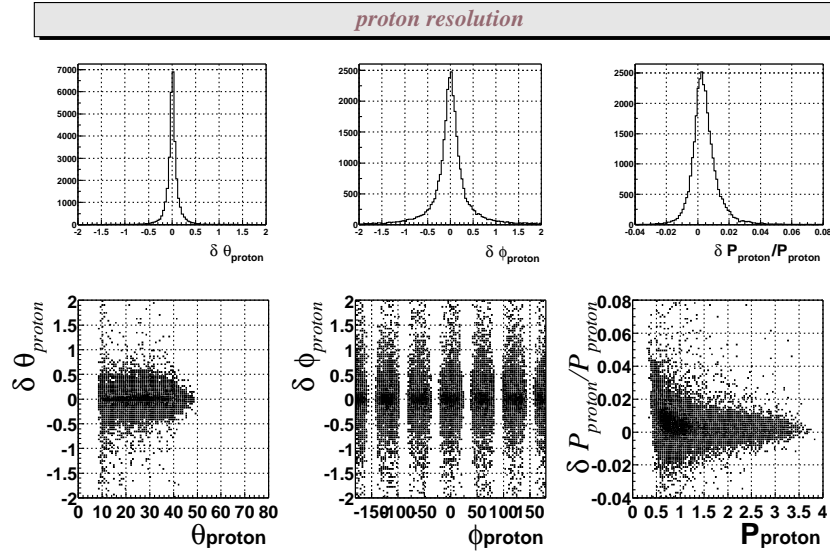 proton resolution
7000
6000
5000
4000
3000
2000
1000
0
-2 -1.5 -1 -0.5 0 0.5 1 1.5 2
δ θproton
2500
2000
1500
1000
500
0
-2 -1.5 -1 -0.5 0 0.5 1 1.5 2
δ ϕproton
2500
2000
1500
1000
500
0
-0.04 -0.02 0 0.02 0.04 0.06 0.08
δ Pproton/Pproton
δ θproton
2
1.5
1
0.5
0
-0.5
-1
-1.5
-2
0 10 20 30 40 50 60 70 80
θproton
δ ϕproton
2
1.5
1
0.5
0
-0.5
-1
-1.5
-2
-150 -100 -50 0 50 100 150
ϕproton
δ Pproton/Pproton
0.08
0.06
0.04
0.02
0
-0.02
-0.04
0 0.5 1 1.5 2 2.5 3 3.5 4
Pproton